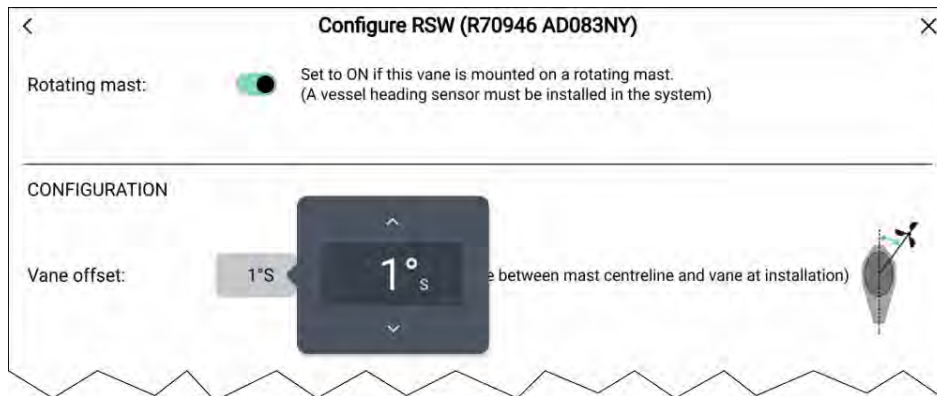 Configure RSW (R70946 AD083NY)
Rotating mast:
Set to ON if this vane is mounted on a rotating mast.
(A vessel heading sensor must be installed in the system)
CONFIGURATION
Vane offset:
1°S
1°S
between mast centreline and vane at installation)